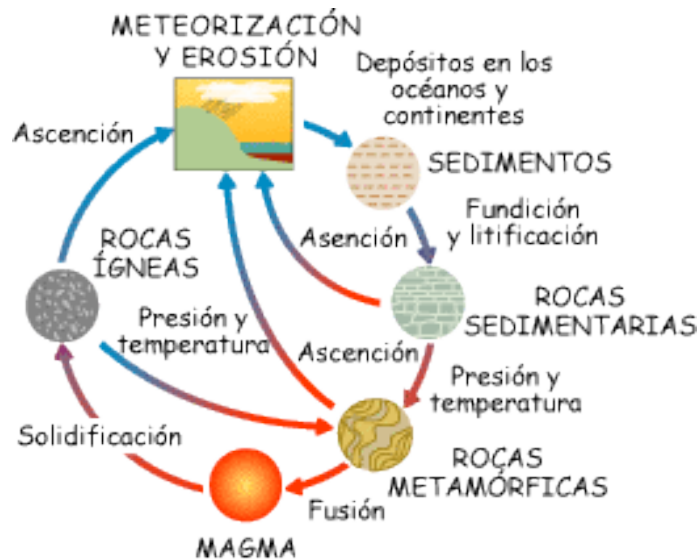 METEORIZACIÓN
Y EROSIÓN
Depósitos en los
océanos y
continentes
Ascención
SEDIMENTOS
Fundición
y litificación
Asención
ROCAS
ÍGNEAS
ROCAS
SEDIMENTARIAS
Presión y
temperatura
Ascención
Presión y
temperatura
Solidificación
ROCAS
METAMÓRFICAS
Fusión
MAGMA